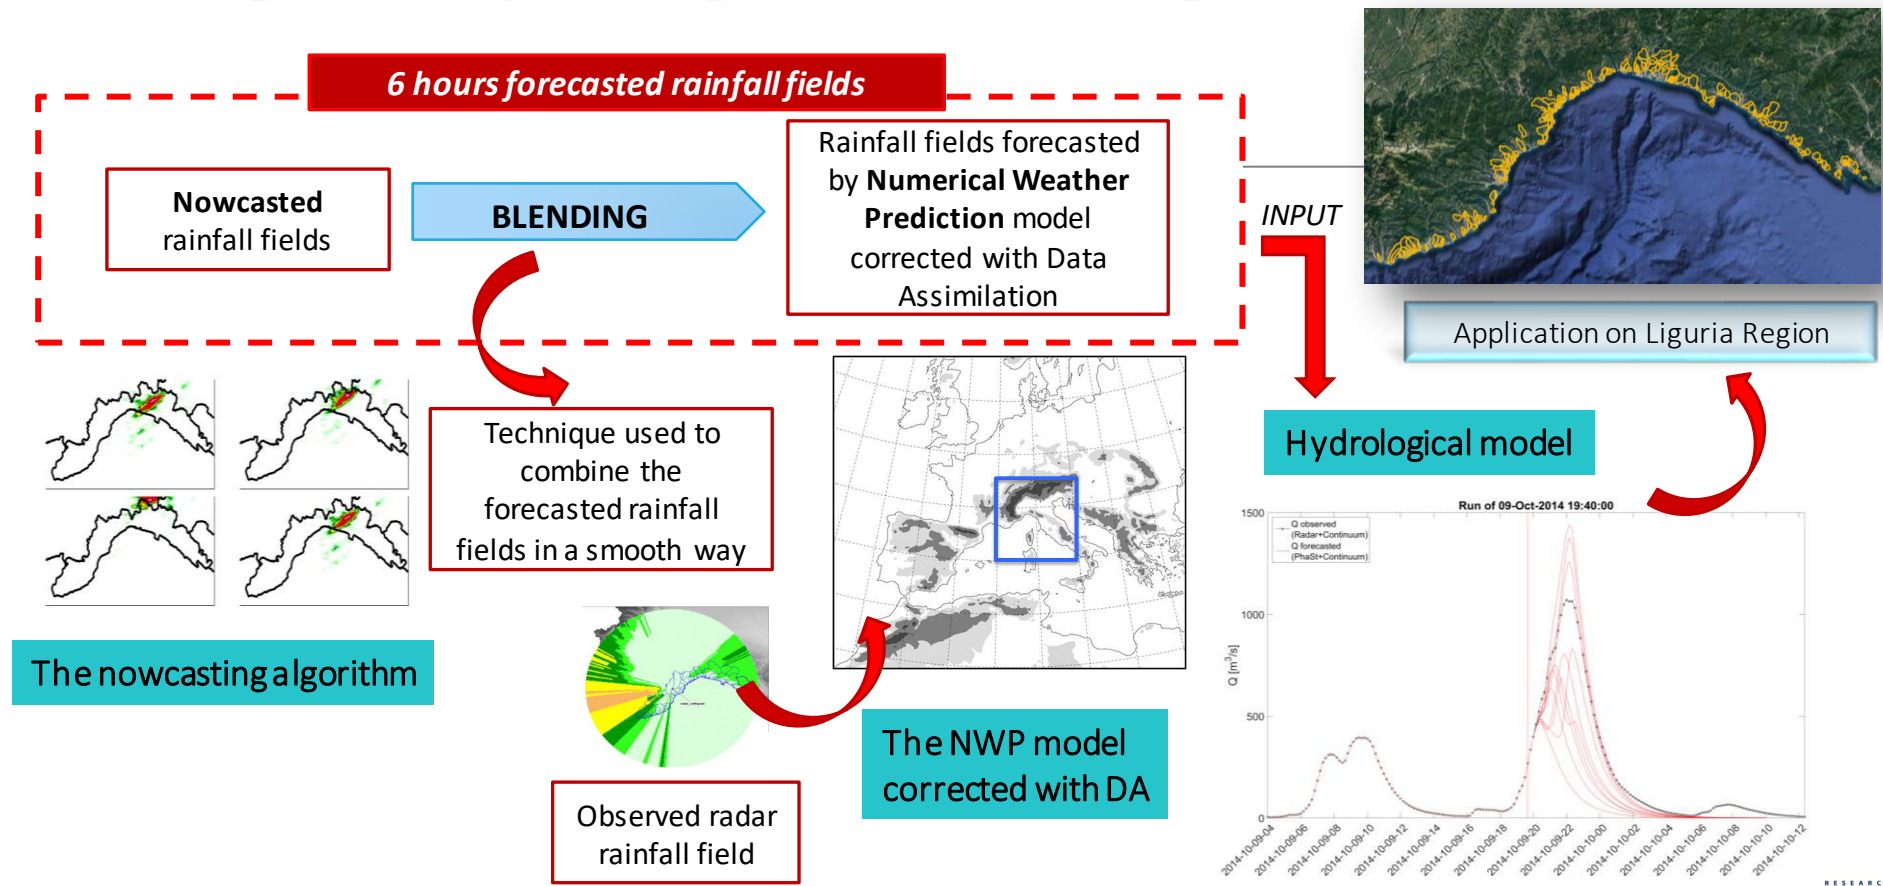 6 hours forecasted rainfall fields
Nowcasted
rainfall fields
BLENDING
Rainfall fields forecasted
by Numerical Weather
Prediction model
corrected with Data
Assimilation
INPUT
Application on Liguria Region
Technique used to
combine the
forecasted rainfall
fields in a smooth way
Hydrological model
The nowcasting algorithm
The NWP model
corrected with DA
Observed radar
rainfall field
Run of 09-Oct-2014 19:40:00
Q observed
(Radar+Continuum)
Q forecasted
(PhaSt+Continuum)
Q [m³/s]
1500
1000
500
0
2014-10-09-04
2014-10-09-06
2014-10-09-08
2014-10-09-10
2014-10-09-12
2014-10-09-14
2014-10-09-16
2014-10-09-18
2014-10-09-20
2014-10-09-22
2014-10-10-00
2014-10-10-02
2014-10-10-04
2014-10-10-06
2014-10-10-08
2014-10-10-10
2014-10-10-12
RESEARC